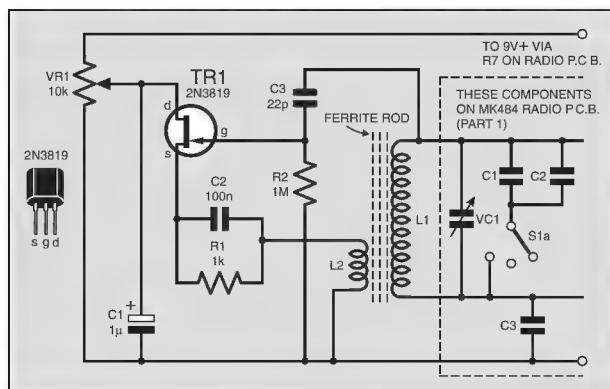 TO 9V+ VIA
R7 ON RADIO P.C.B.
VR1
10k
TR1
2N3819
d
g
s
C3
22p
FERRITE ROD
THESE COMPONENTS
ON MK484 RADIO P.C.B.
(PART 1)
2N3819
s g d
C2
100n
R2
1M
R1
1k
L2
L1
VC1
C1
C2
S1a
C1
1µ
+
C3